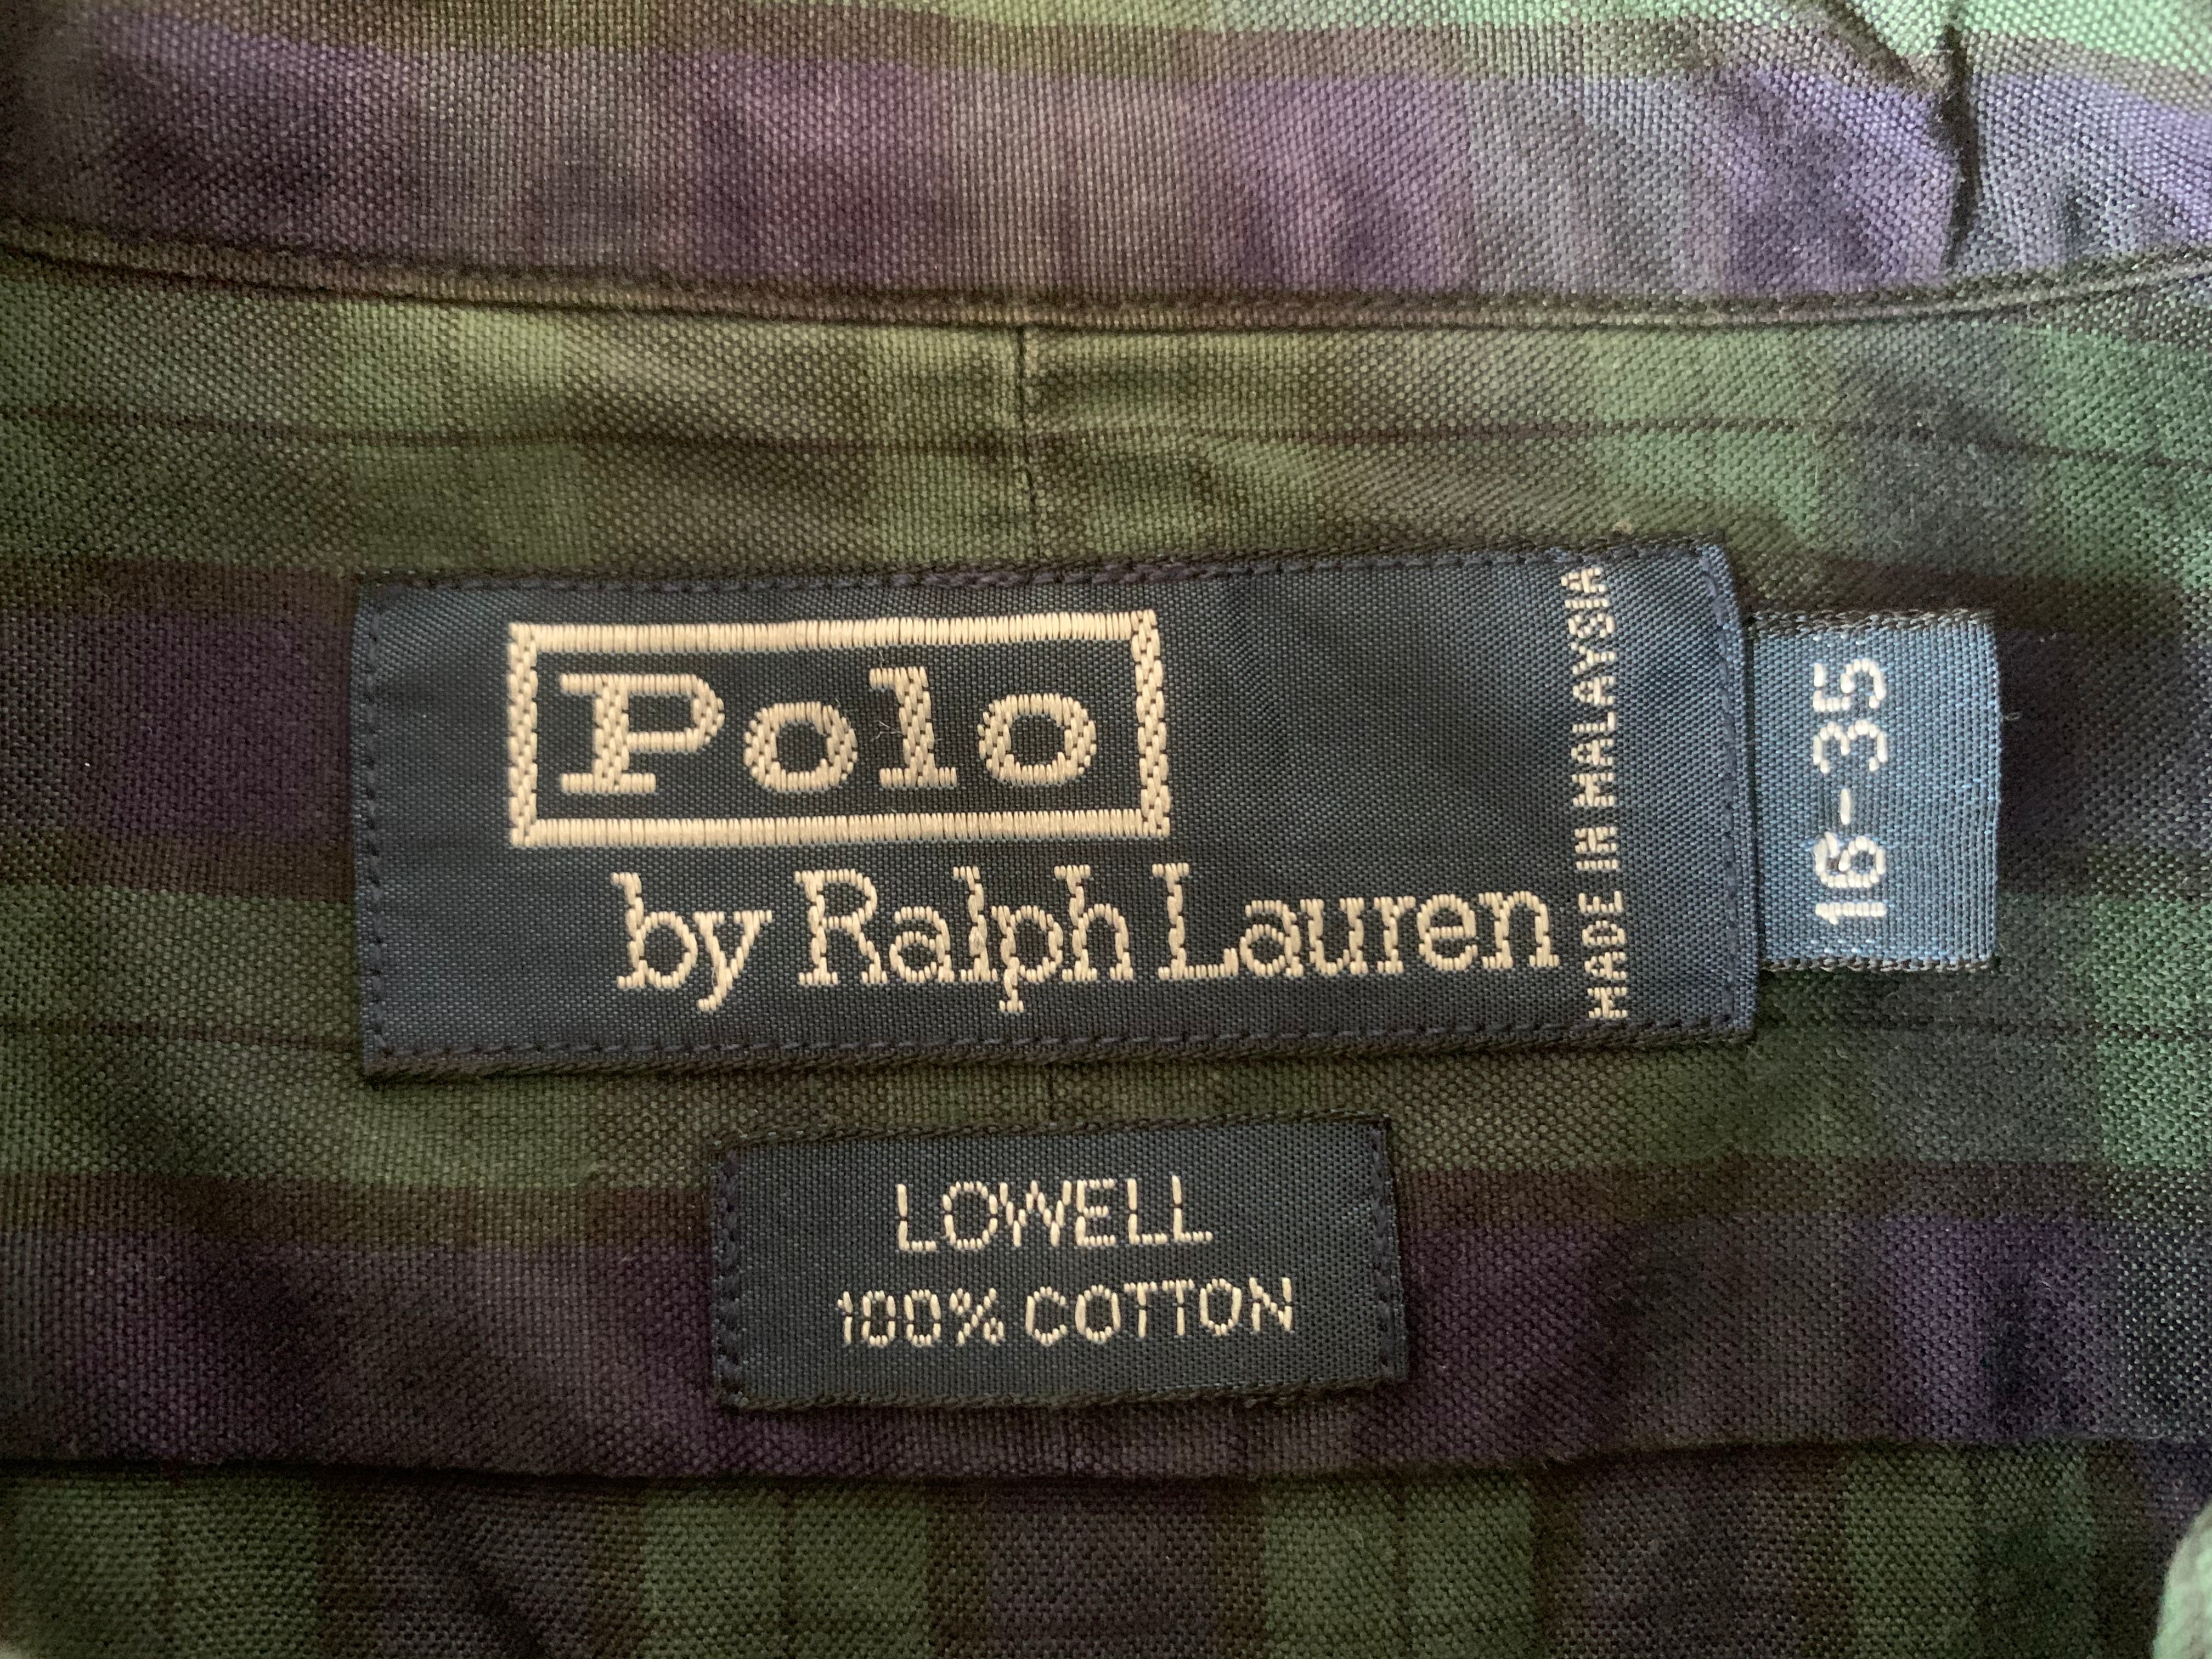 Polo
by Ralph Lauren
MADE IN MALAYSIA
16-35
LOWELL
100% COTTON